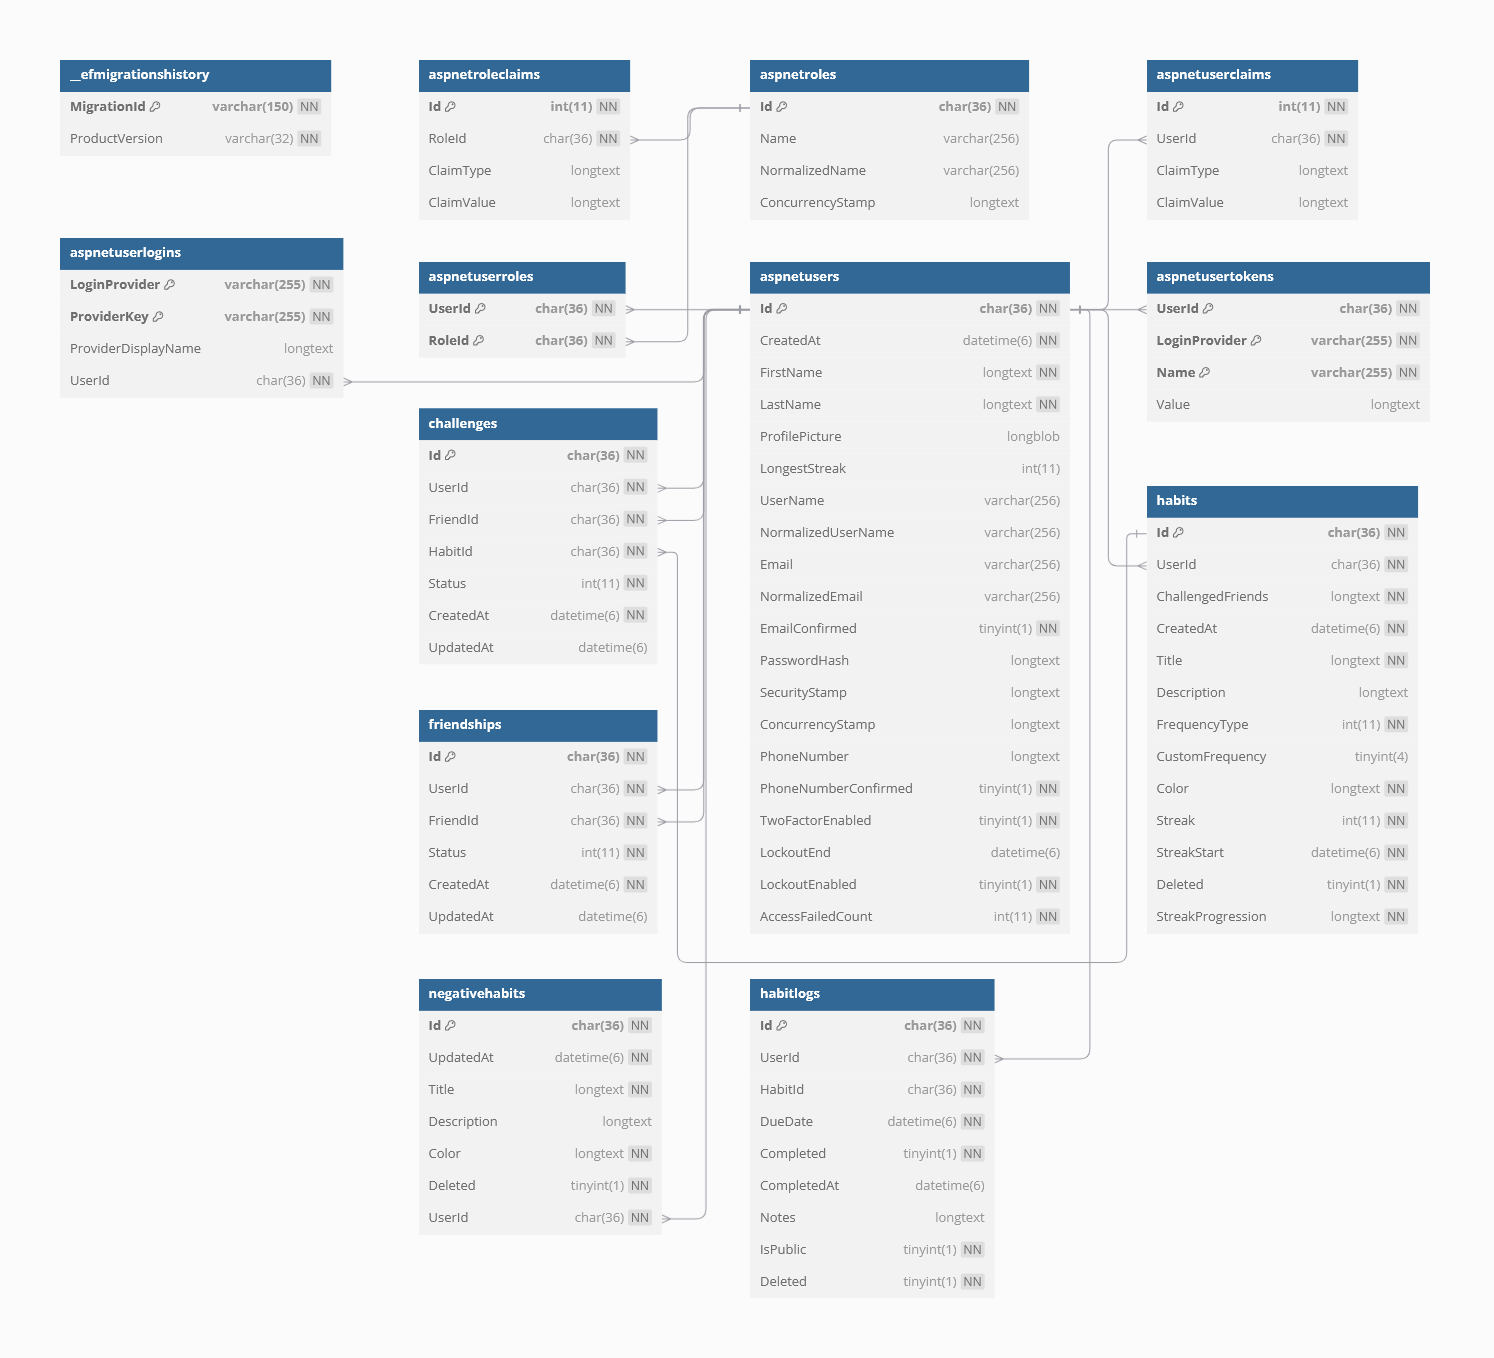 __efmigrationshistory
MigrationId varchar(150) NN
ProductVersion varchar(32) NN
aspnetroleclaims
Id int(11) NN
RoleId char(36) NN
ClaimType longtext
ClaimValue longtext
aspnetroles
Id char(36) NN
Name varchar(256)
NormalizedName varchar(256)
ConcurrencyStamp longtext
aspnetuserclaims
Id int(11) NN
UserId char(36) NN
ClaimType longtext
ClaimValue longtext
aspnetuserlogins
LoginProvider varchar(255) NN
ProviderKey varchar(255) NN
ProviderDisplayName longtext
UserId char(36) NN
aspnetuserroles
UserId char(36) NN
RoleId char(36) NN
aspnetusers
Id char(36) NN
CreatedAt datetime(6) NN
FirstName longtext NN
LastName longtext NN
ProfilePicture longblob
LongestStreak int(11)
UserName varchar(256)
NormalizedUserName varchar(256)
Email varchar(256)
NormalizedEmail varchar(256)
EmailConfirmed tinyint(1) NN
PasswordHash longtext
SecurityStamp longtext
ConcurrencyStamp longtext
PhoneNumber longtext
PhoneNumberConfirmed tinyint(1) NN
TwoFactorEnabled tinyint(1) NN
LockoutEnd datetime(6)
LockoutEnabled tinyint(1) NN
AccessFailedCount int(11) NN
aspnetusertokens
UserId char(36) NN
LoginProvider varchar(255) NN
Name varchar(255) NN
Value longtext
challenges
Id char(36) NN
UserId char(36) NN
FriendId char(36) NN
HabitId char(36) NN
Status int(11) NN
CreatedAt datetime(6) NN
UpdatedAt datetime(6)
habits
Id char(36) NN
UserId char(36) NN
ChallengedFriends longtext NN
CreatedAt datetime(6) NN
Title longtext NN
Description longtext
FrequencyType int(11) NN
CustomFrequency tinyint(4)
Color longtext NN
Streak int(11) NN
StreakStart datetime(6) NN
Deleted tinyint(1) NN
StreakProgression longtext NN
friendships
Id char(36) NN
UserId char(36) NN
FriendId char(36) NN
Status int(11) NN
CreatedAt datetime(6) NN
UpdatedAt datetime(6)
negativehabits
Id char(36) NN
UpdatedAt datetime(6) NN
Title longtext NN
Description longtext
Color longtext NN
Deleted tinyint(1) NN
UserId char(36) NN
habitlogs
Id char(36) NN
UserId char(36) NN
HabitId char(36) NN
DueDate datetime(6) NN
Completed tinyint(1) NN
CompletedAt datetime(6)
Notes longtext
IsPublic tinyint(1) NN
Deleted tinyint(1) NN